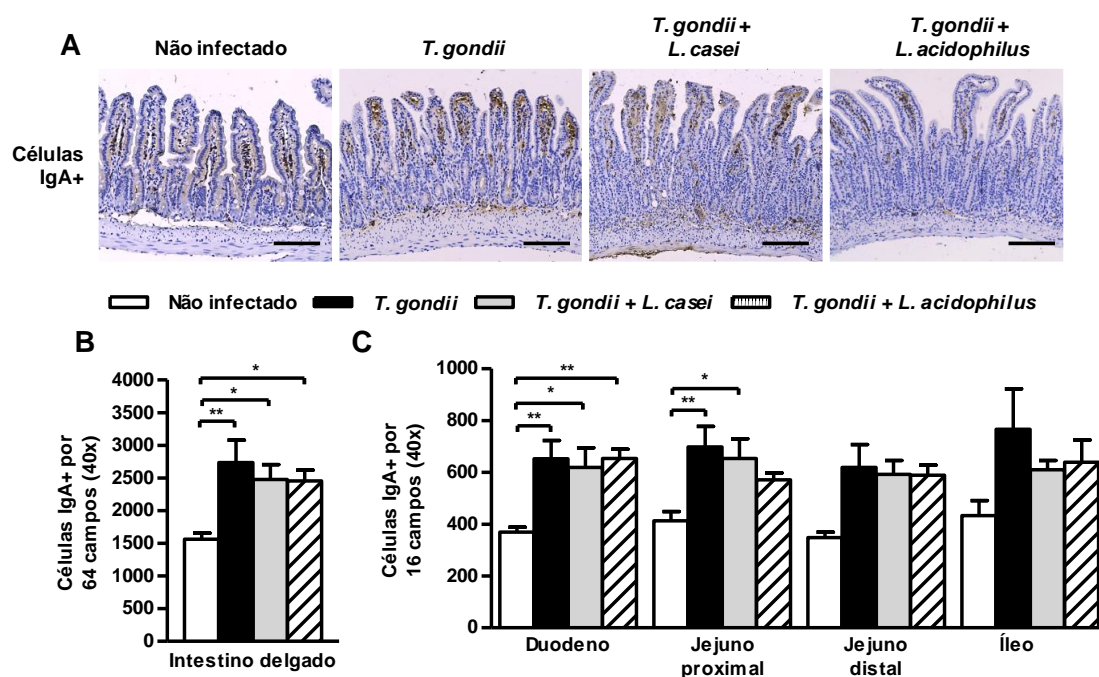 A
Não infectado
T. gondii
T. gondii +
L. casei
T. gondii +
L. acidophilus
Células
IgA+
Não infectado
T. gondii
T. gondii + L. casei
T. gondii + L. acidophilus
B
Células IgA+ por
64 campos (40x)
4000
3500
3000
2500
2000
1500
1000
500
0
*
*
**
Intestino delgado
C
Células IgA+ por
16 campos (40x)
1000
800
600
400
200
0
**
*
**
*
**
Duodeno
Jejuno
proximal
Jejuno
distal
Íleo